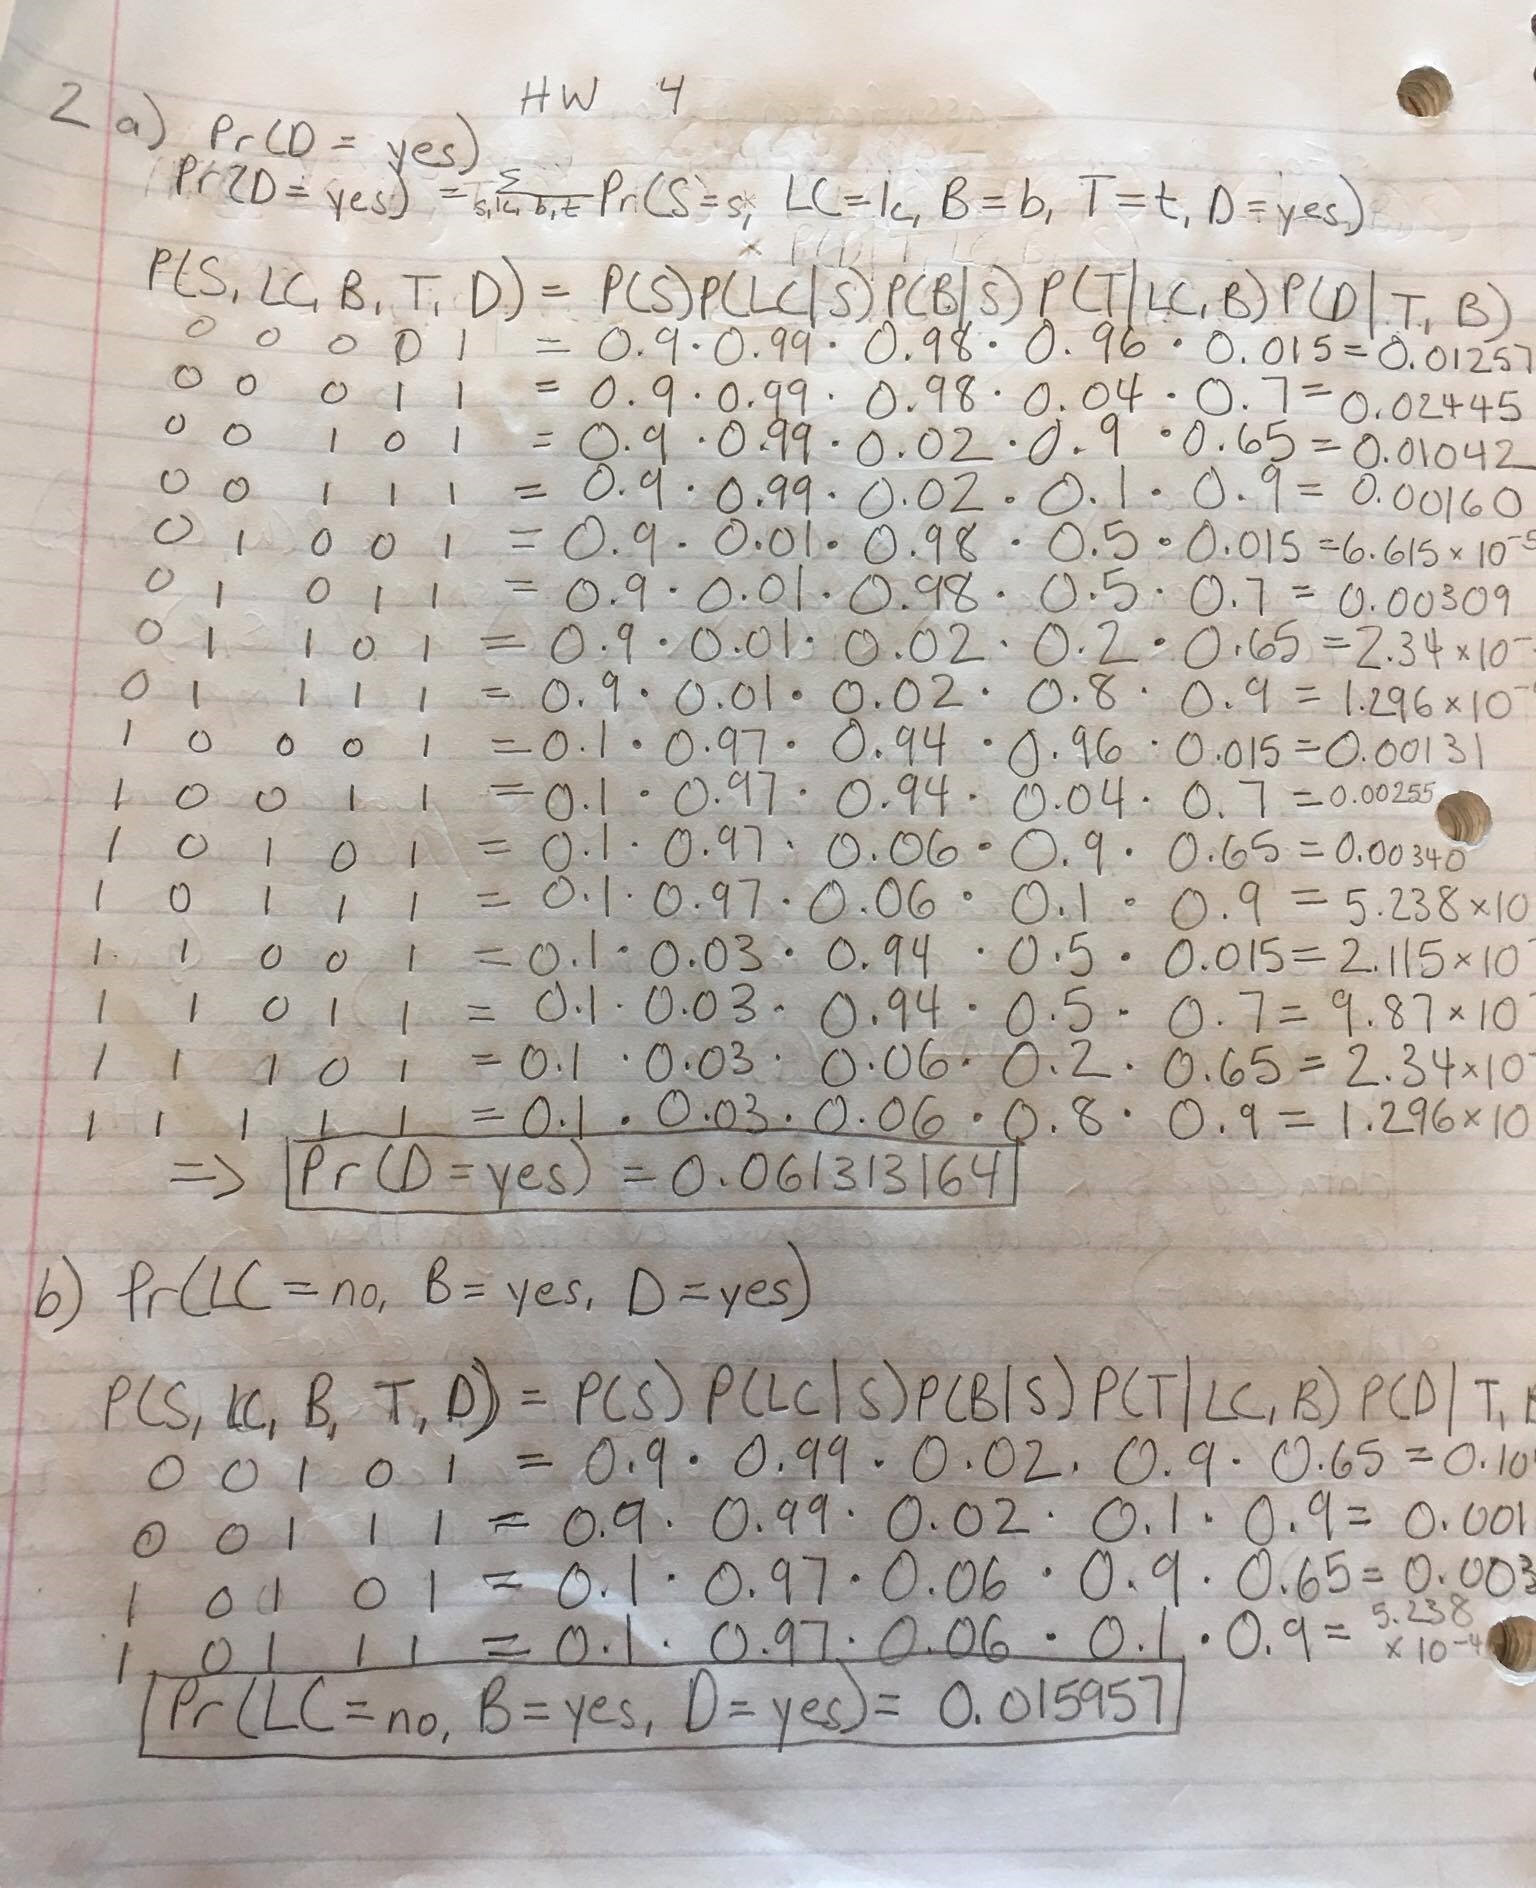 HW 4
2 a) Pr(D = yes)
Pr(D = yes) = Σ s, lc, b, t Pr(S = s, LC = lc, B = b, T = t, D = yes)
P(S, LC, B, T, D) = P(S)P(LC|S)P(B|S)P(T|LC, B)P(D|T, B)
0 0 0 0 1 = 0.9 · 0.99 · 0.98 · 0.96 · 0.015 = 0.01257
0 0 0 1 1 = 0.9 · 0.99 · 0.98 · 0.04 · 0.7 = 0.02445
0 0 1 0 1 = 0.9 · 0.99 · 0.02 · 0.9 · 0.65 = 0.01042
0 0 1 1 1 = 0.9 · 0.99 · 0.02 · 0.1 · 0.9 = 0.00160
0 1 0 0 1 = 0.9 · 0.01 · 0.98 · 0.5 · 0.015 = 6.615 × 10⁻⁵
0 1 0 1 1 = 0.9 · 0.01 · 0.98 · 0.5 · 0.7 = 0.00309
0 1 1 0 1 = 0.9 · 0.01 · 0.02 · 0.2 · 0.65 = 2.34 × 10⁻
0 1 1 1 1 = 0.9 · 0.01 · 0.02 · 0.8 · 0.9 = 1.296 × 10⁻
1 0 0 0 1 = 0.1 · 0.97 · 0.94 · 0.96 · 0.015 = 0.00131
1 0 0 1 1 = 0.1 · 0.97 · 0.94 · 0.04 · 0.7 = 0.00255
1 0 1 0 1 = 0.1 · 0.97 · 0.06 · 0.9 · 0.65 = 0.00340
1 0 1 1 1 = 0.1 · 0.97 · 0.06 · 0.1 · 0.9 = 5.238 × 10
1 1 0 0 1 = 0.1 · 0.03 · 0.94 · 0.5 · 0.015 = 2.115 × 10⁻
1 1 0 1 1 = 0.1 · 0.03 · 0.94 · 0.5 · 0.7 = 9.87 × 10⁻
1 1 1 0 1 = 0.1 · 0.03 · 0.06 · 0.2 · 0.65 = 2.34 × 10⁻
1 1 1 1 1 = 0.1 · 0.03 · 0.06 · 0.8 · 0.9 = 1.296 × 10
=> Pr(D = yes) = 0.061313164
b) Pr(LC = no, B = yes, D = yes)
P(S, LC, B, T, D) = P(S) P(LC|S) P(B|S) P(T|LC, B) P(D|T, B
0 0 1 0 1 = 0.9 · 0.99 · 0.02 · 0.9 · 0.65 = 0.10
0 0 1 1 1 = 0.9 · 0.99 · 0.02 · 0.1 · 0.9 = 0.001
1 0 1 0 1 = 0.1 · 0.97 · 0.06 · 0.9 · 0.65 = 0.003
1 0 1 1 1 = 0.1 · 0.97 · 0.06 · 0.1 · 0.9 = 5.238 × 10⁻⁴
Pr(LC = no, B = yes, D = yes) = 0.015957